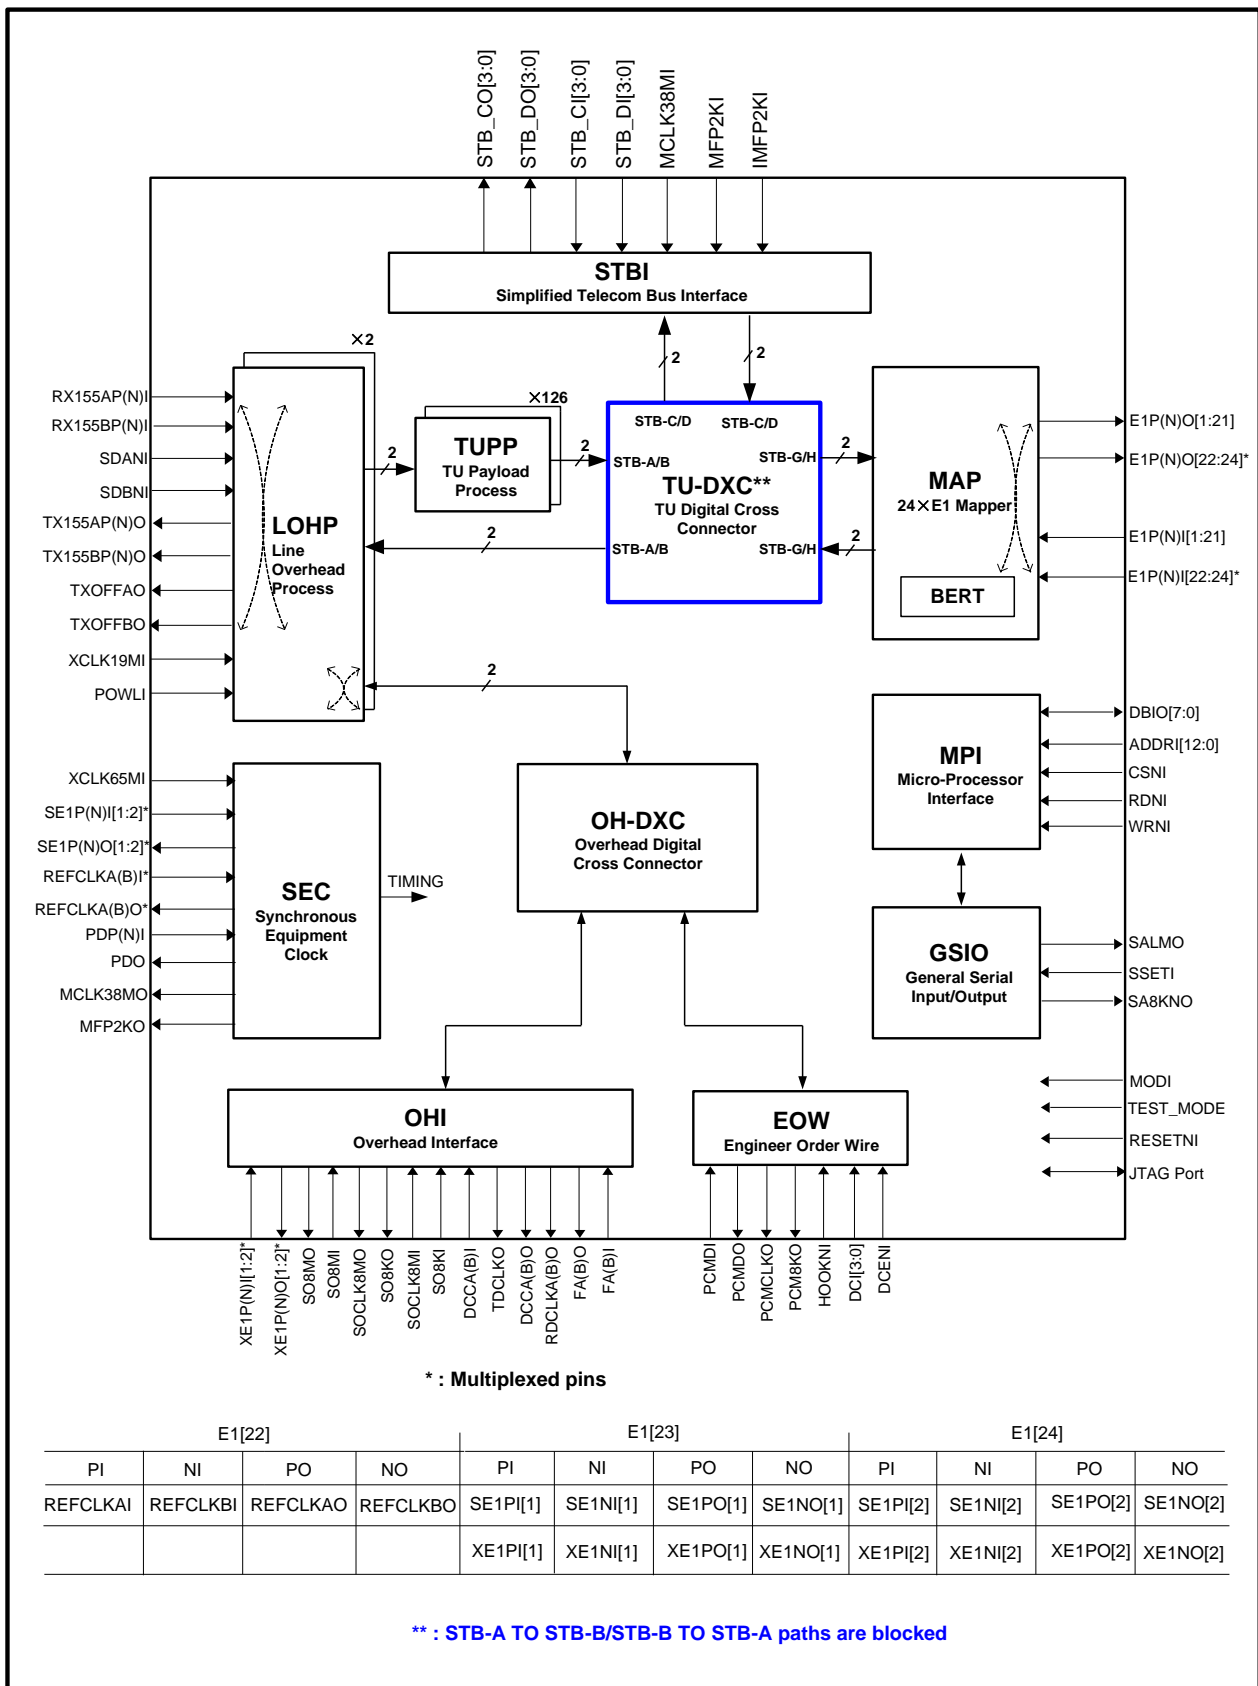 STB_CO[3:0]
STB_DO[3:0]
STB_CI[3:0]
STB_DI[3:0]
MCLK38MI
MFP2KI
IMFP2KI
STBI
Simplified Telecom Bus Interface
2
2
×2
RX155AP(N)I
RX155BP(N)I
SDANI
SDBNI
TX155AP(N)O
TX155BP(N)O
TXOFFAO
TXOFFBO
XCLK19MI
POWLI
LOHP
Line
Overhead
Process
2
×126
TUPP
TU Payload
Process
2
2
STB-C/D
STB-C/D
STB-A/B
STB-G/H
TU-DXC**
TU Digital Cross
Connector
STB-A/B
STB-G/H
2
2
MAP
24×E1 Mapper
BERT
E1P(N)O[1:21]
E1P(N)O[22:24]*
E1P(N)I[1:21]
E1P(N)I[22:24]*
2
XCLK65MI
SE1P(N)I[1:2]*
SE1P(N)O[1:2]*
REFCLKA(B)I*
REFCLKA(B)O*
PDP(N)I
PDO
MCLK38MO
MFP2KO
SEC
Synchronous
Equipment
Clock
TIMING
OH-DXC
Overhead Digital
Cross Connector
MPI
Micro-Processor
Interface
DBIO[7:0]
ADDRI[12:0]
CSNI
RDNI
WRNI
GSIO
General Serial
Input/Output
SALMO
SSETI
SA8KNO
MODI
TEST_MODE
RESETNI
JTAG Port
OHI
Overhead Interface
EOW
Engineer Order Wire
XE1P(N)I[1:2]*
XE1P(N)O[1:2]*
SO8MO
SO8MI
SOCLK8MO
SO8KO
SOCLK8MI
SO8KI
DCCA(B)I
TDCLKO
DCCA(B)O
RDCLKA(B)O
FA(B)O
FA(B)I
PCMDI
PCMDO
PCMCLKO
PCM8KO
HOOKNI
DCI[3:0]
DCENI
* : Multiplexed pins
E1[22] E1[23] E1[24]
PI NI PO NO PI NI PO NO PI NI PO NO
REFCLKAI REFCLKBI REFCLKAO REFCLKBO SE1PI[1] SE1NI[1] SE1PO[1] SE1NO[1] SE1PI[2] SE1NI[2] SE1PO[2] SE1NO[2]
XE1PI[1] XE1NI[1] XE1PO[1] XE1NO[1] XE1PI[2] XE1NI[2] XE1PO[2] XE1NO[2]
** : STB-A TO STB-B/STB-B TO STB-A paths are blocked